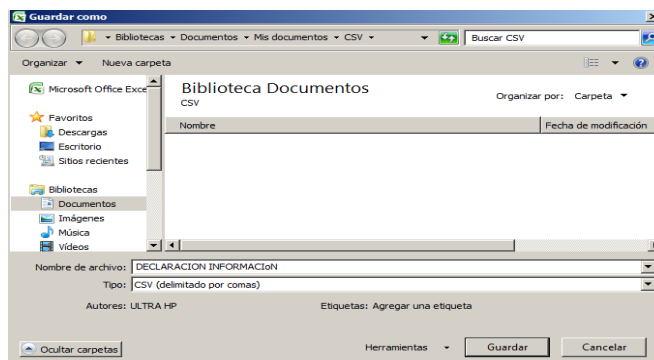 Guardar como
Bibliotecas ▸ Documentos ▸ Mis documentos ▸ CSV
Buscar CSV
Organizar
Nueva carpeta
Microsoft Office Exce
Favoritos
Descargas
Escritorio
Sitios recientes
Bibliotecas
Documentos
Imágenes
Música
Vídeos
Biblioteca Documentos
CSV
Organizar por: Carpeta
Nombre
Fecha de modificación
Nombre de archivo: DECLARACION INFORMACIoN
Tipo: CSV (delimitado por comas)
Autores: ULTRA HP
Etiquetas: Agregar una etiqueta
Ocultar carpetas
Herramientas
Guardar
Cancelar